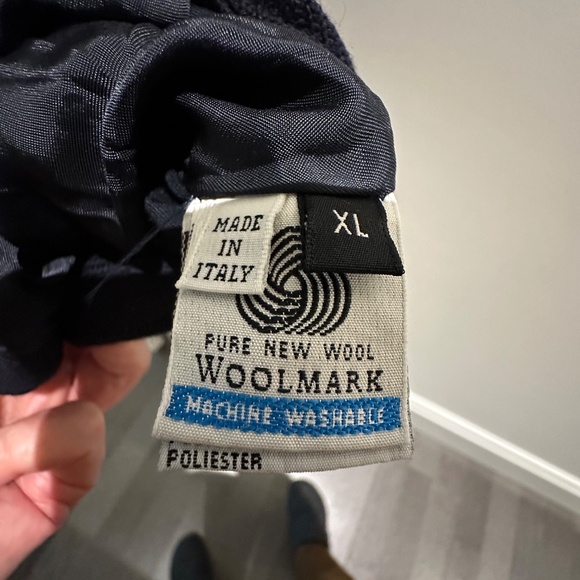 MADE
IN
ITALY
XL
PURE NEW WOOL
WOOLMARK
MACHINE WASHABLE
POLIESTER